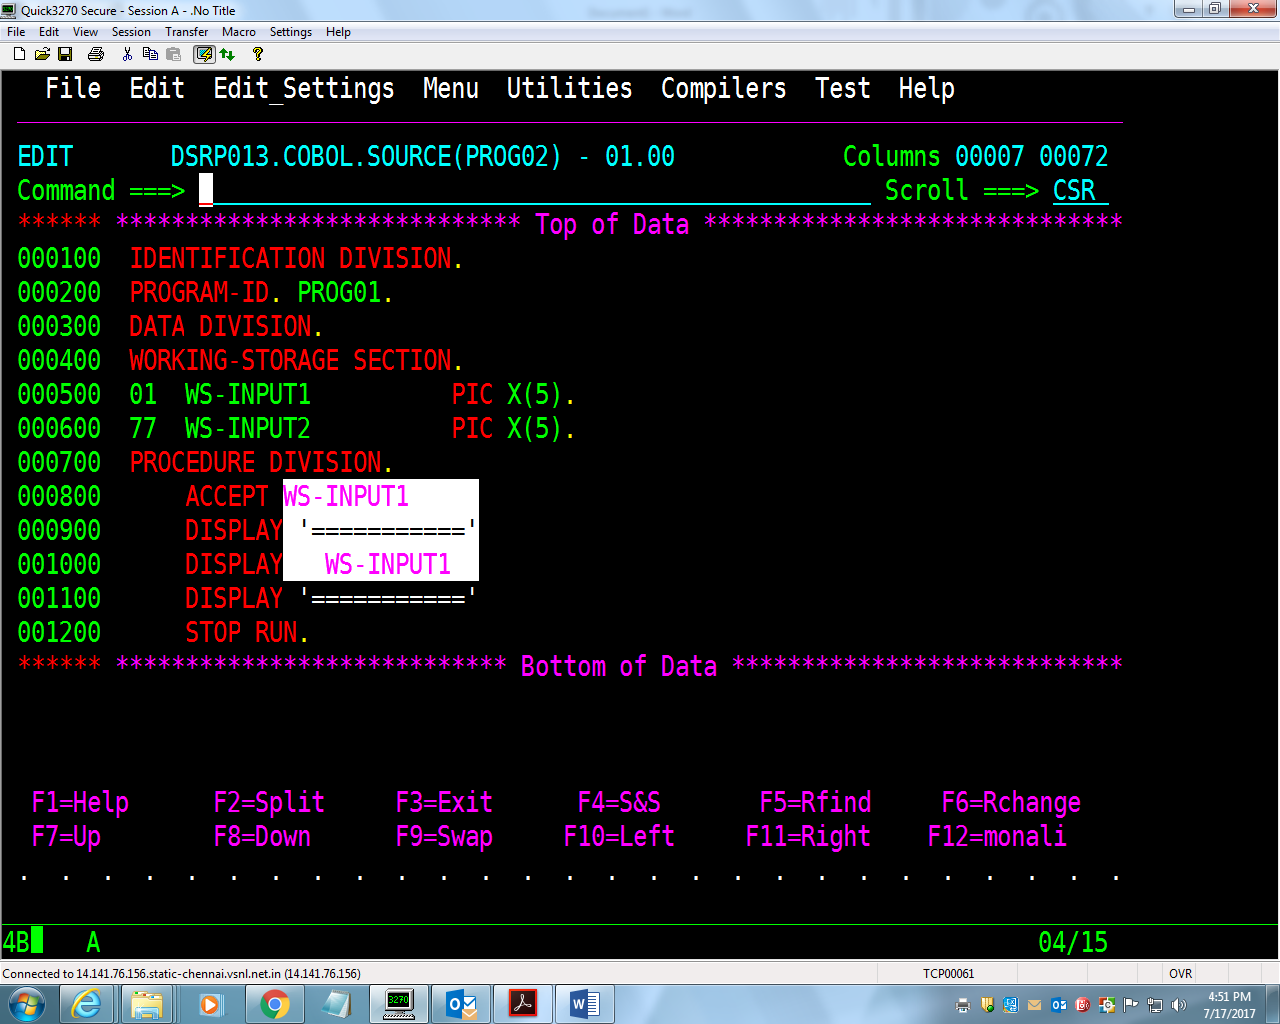 Quick3270 Secure - Session A - .No Title
File Edit View Session Transfer Macro Settings Help
File Edit Edit_Settings Menu Utilities Compilers Test Help
EDIT DSRP013.COBOL.SOURCE(PROG02) - 01.00 Columns 00007 00072
Command ===> Scroll ===> CSR
****** ***************************** Top of Data ******************************
000100 IDENTIFICATION DIVISION.
000200 PROGRAM-ID. PROG01.
000300 DATA DIVISION.
000400 WORKING-STORAGE SECTION.
000500 01 WS-INPUT1 PIC X(5).
000600 77 WS-INPUT2 PIC X(5).
000700 PROCEDURE DIVISION.
000800 ACCEPT WS-INPUT1
000900 DISPLAY '==========='
001000 DISPLAY WS-INPUT1
001100 DISPLAY '==========='
001200 STOP RUN.
****** **************************** Bottom of Data ****************************
F1=Help F2=Split F3=Exit F4=S&S F5=Rfind F6=Rchange
F7=Up F8=Down F9=Swap F10=Left F11=Right F12=monali
. . . . . . . . . . . . . . . . . . . . . . . . . . .
4B A 04/15
Connected to 14.141.76.156.static-chennai.vsnl.net.in (14.141.76.156) TCP00061 OVR
3270
4:51 PM
7/17/2017